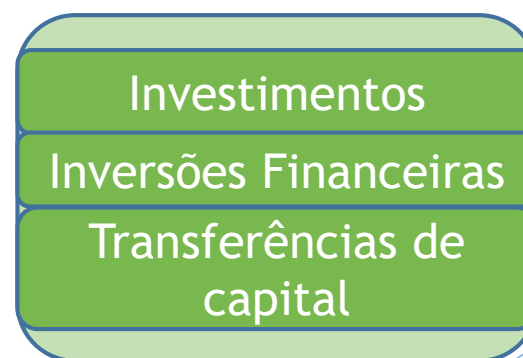 Investimentos
Inversões Financeiras
Transferências de
capital